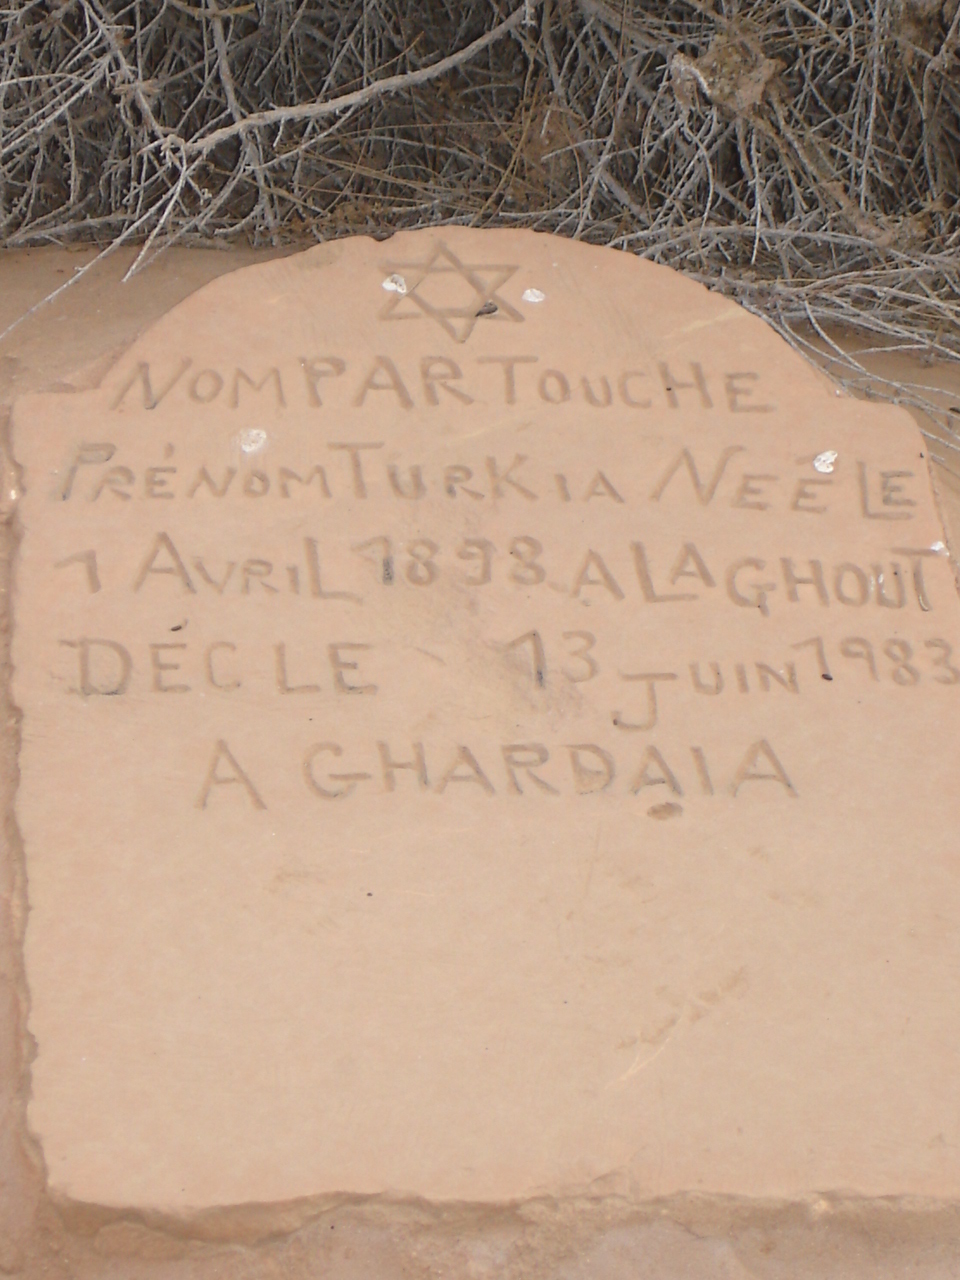 NOM PARTOUCHE
PRÉNOM TURKIA NEÉ LE
1 AVRIL 1898 A LAGHOUT
DÉC LE 13 JUIN 1983
A GHARDAIA